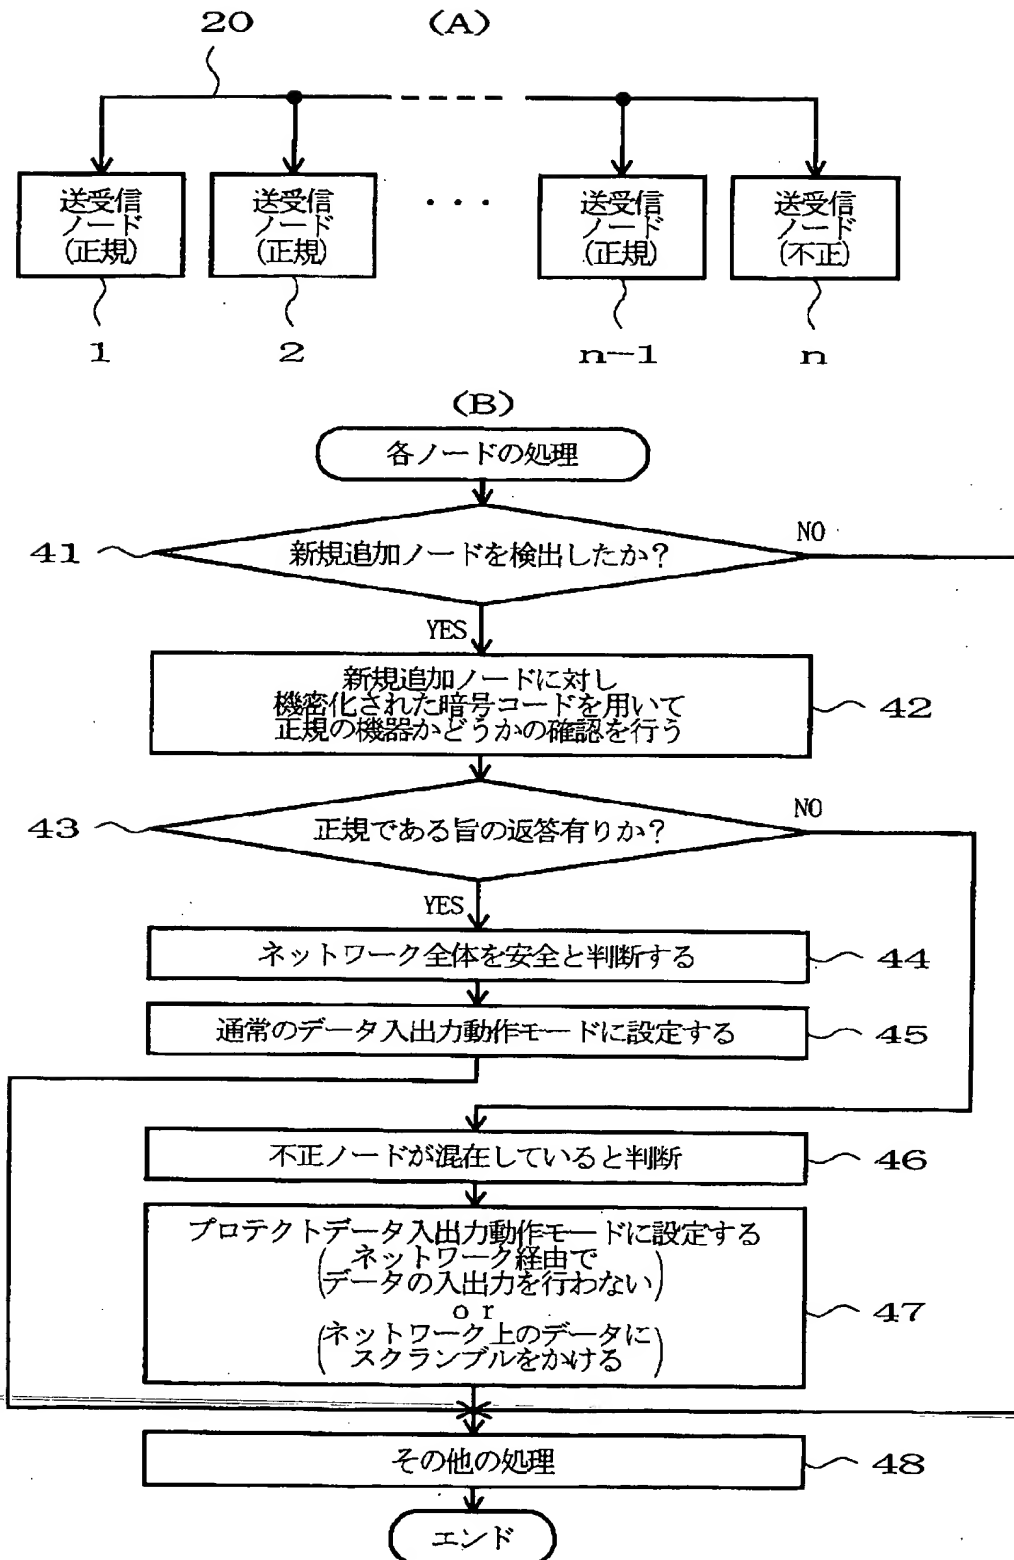 20
(A)
送受信
ノード
(正規)
送受信
ノード
(正規)
・・・
送受信
ノード
(正規)
送受信
ノード
(不正)
1
2
n-1
n
(B)
各ノードの処理
41
新規追加ノードを検出したか?
NO
YES
新規追加ノードに対し
機密化された暗号コードを用いて
正規の機器かどうかの確認を行う
42
43
正規である旨の返答有りか?
NO
YES
ネットワーク全体を安全と判断する
44
通常のデータ入出力動作モードに設定する
45
不正ノードが混在していると判断
46
プロテクトデータ入出力動作モードに設定する
(ネットワーク経由で
データの入出力を行わない)
or
(ネットワーク上のデータに
スクランブルをかける)
47
その他の処理
48
エンド